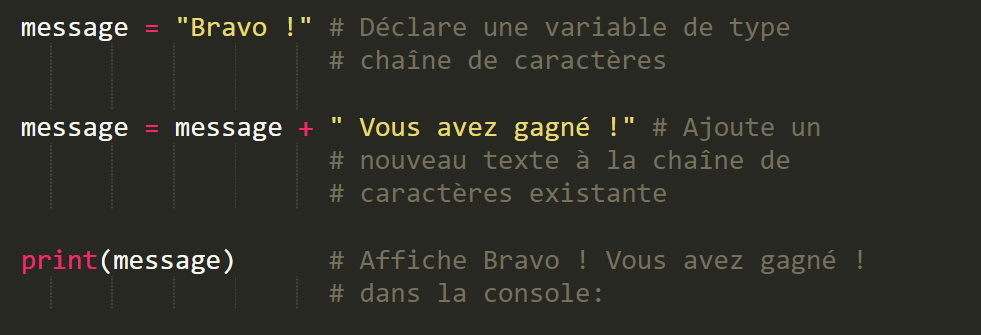 message = "Bravo !" # Déclare une variable de type
# chaîne de caractères
message = message + " Vous avez gagné !" # Ajoute un
# nouveau texte à la chaîne de
# caractères existante
print(message) # Affiche Bravo ! Vous avez gagné !
# dans la console: